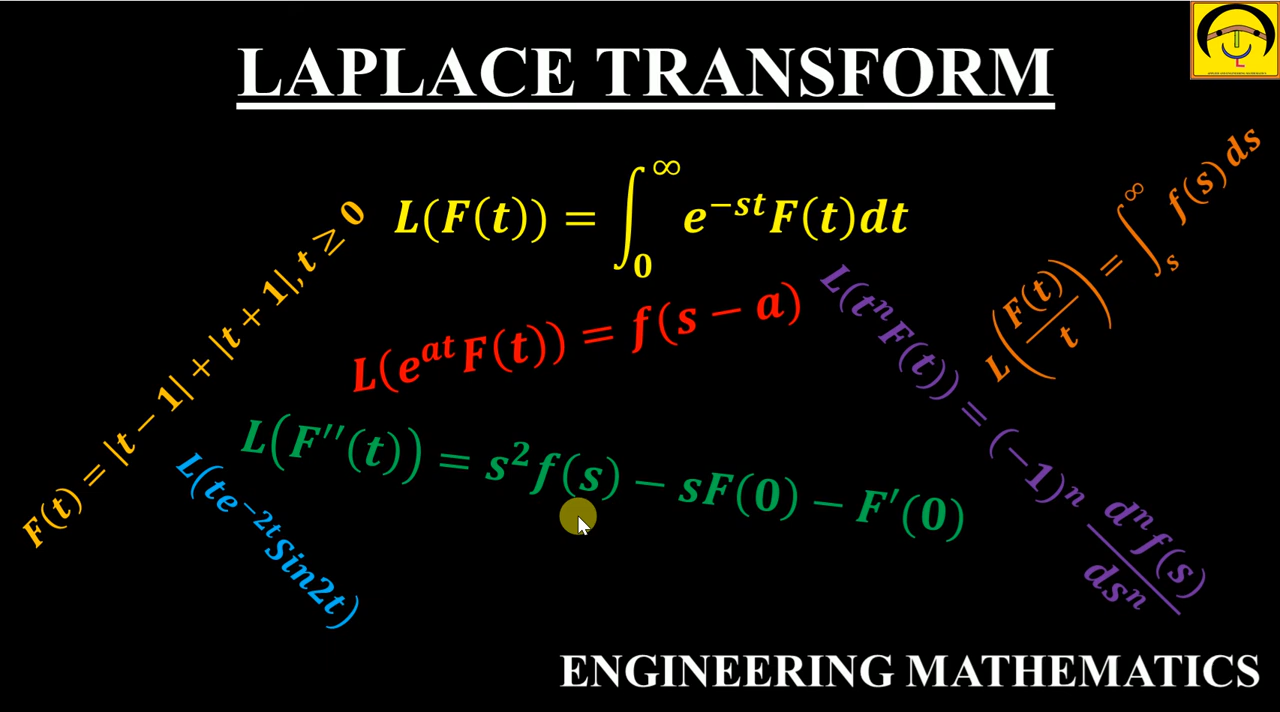 LAPLACE TRANSFORM
L(F(t)) = ∫₀^∞ e^{−st}F(t)dt
F(t) = |t − 1| + |t + 1|, t ≥ 0
L(e^{at}F(t)) = f(s − a)
L(F(t)/t) = ∫ₛ^∞ f(s) ds
L(tⁿF(t)) = (−1)ⁿ dⁿf(s)/dsⁿ
L(F′′(t)) = s²f(s) − sF(0) − F′(0)
L(te^{−2t}Sin2t)
ENGINEERING MATHEMATICS